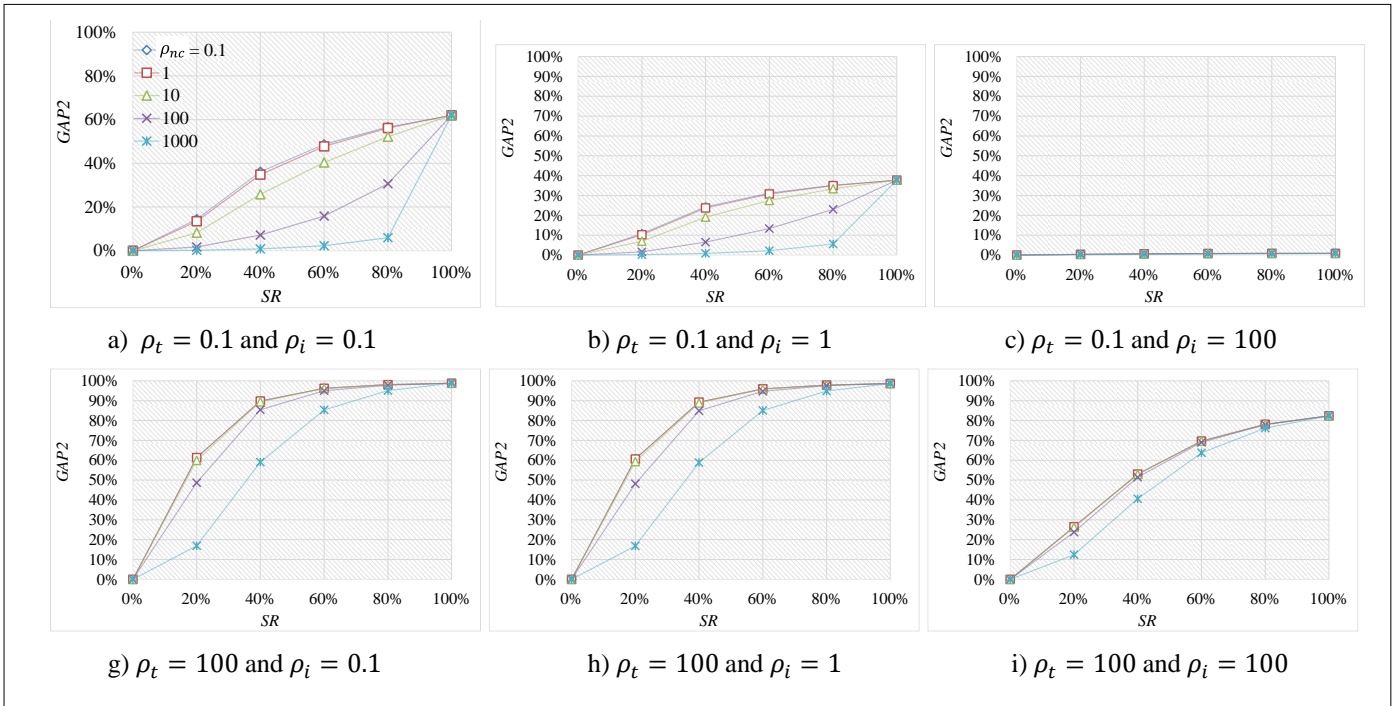 100%
80%
60%
40%
20%
0%
GAP2
ρnc = 0.1
1
10
100
1000
0% 20% 40% 60% 80% 100%
SR
a) ρt = 0.1 and ρi = 0.1
100%
90%
80%
70%
60%
50%
40%
30%
20%
10%
0%
GAP2
0% 20% 40% 60% 80% 100%
SR
b) ρt = 0.1 and ρi = 1
100%
90%
80%
70%
60%
50%
40%
30%
20%
10%
0%
GAP2
0% 20% 40% 60% 80% 100%
SR
c) ρt = 0.1 and ρi = 100
100%
90%
80%
70%
60%
50%
40%
30%
20%
10%
0%
GAP2
0% 20% 40% 60% 80% 100%
SR
g) ρt = 100 and ρi = 0.1
100%
90%
80%
70%
60%
50%
40%
30%
20%
10%
0%
GAP2
0% 20% 40% 60% 80% 100%
SR
h) ρt = 100 and ρi = 1
100%
90%
80%
70%
60%
50%
40%
30%
20%
10%
0%
GAP2
0% 20% 40% 60% 80% 100%
SR
i) ρt = 100 and ρi = 100